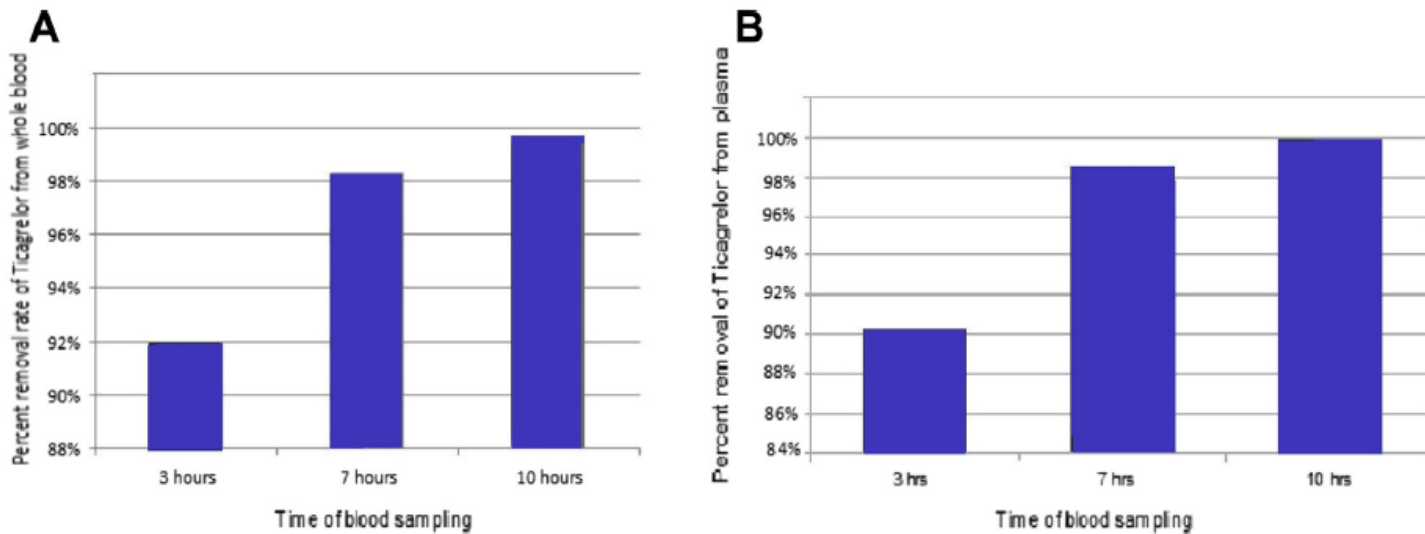 A
Percent removal rate of Ticagrelor from whole blood
100%
98%
96%
94%
92%
90%
88%
3 hours 7 hours 10 hours
Time of blood sampling
B
Percent removal of Ticagrelor from plasma
100%
98%
96%
94%
92%
90%
88%
86%
84%
3 hrs 7 hrs 10 hrs
Time of blood sampling